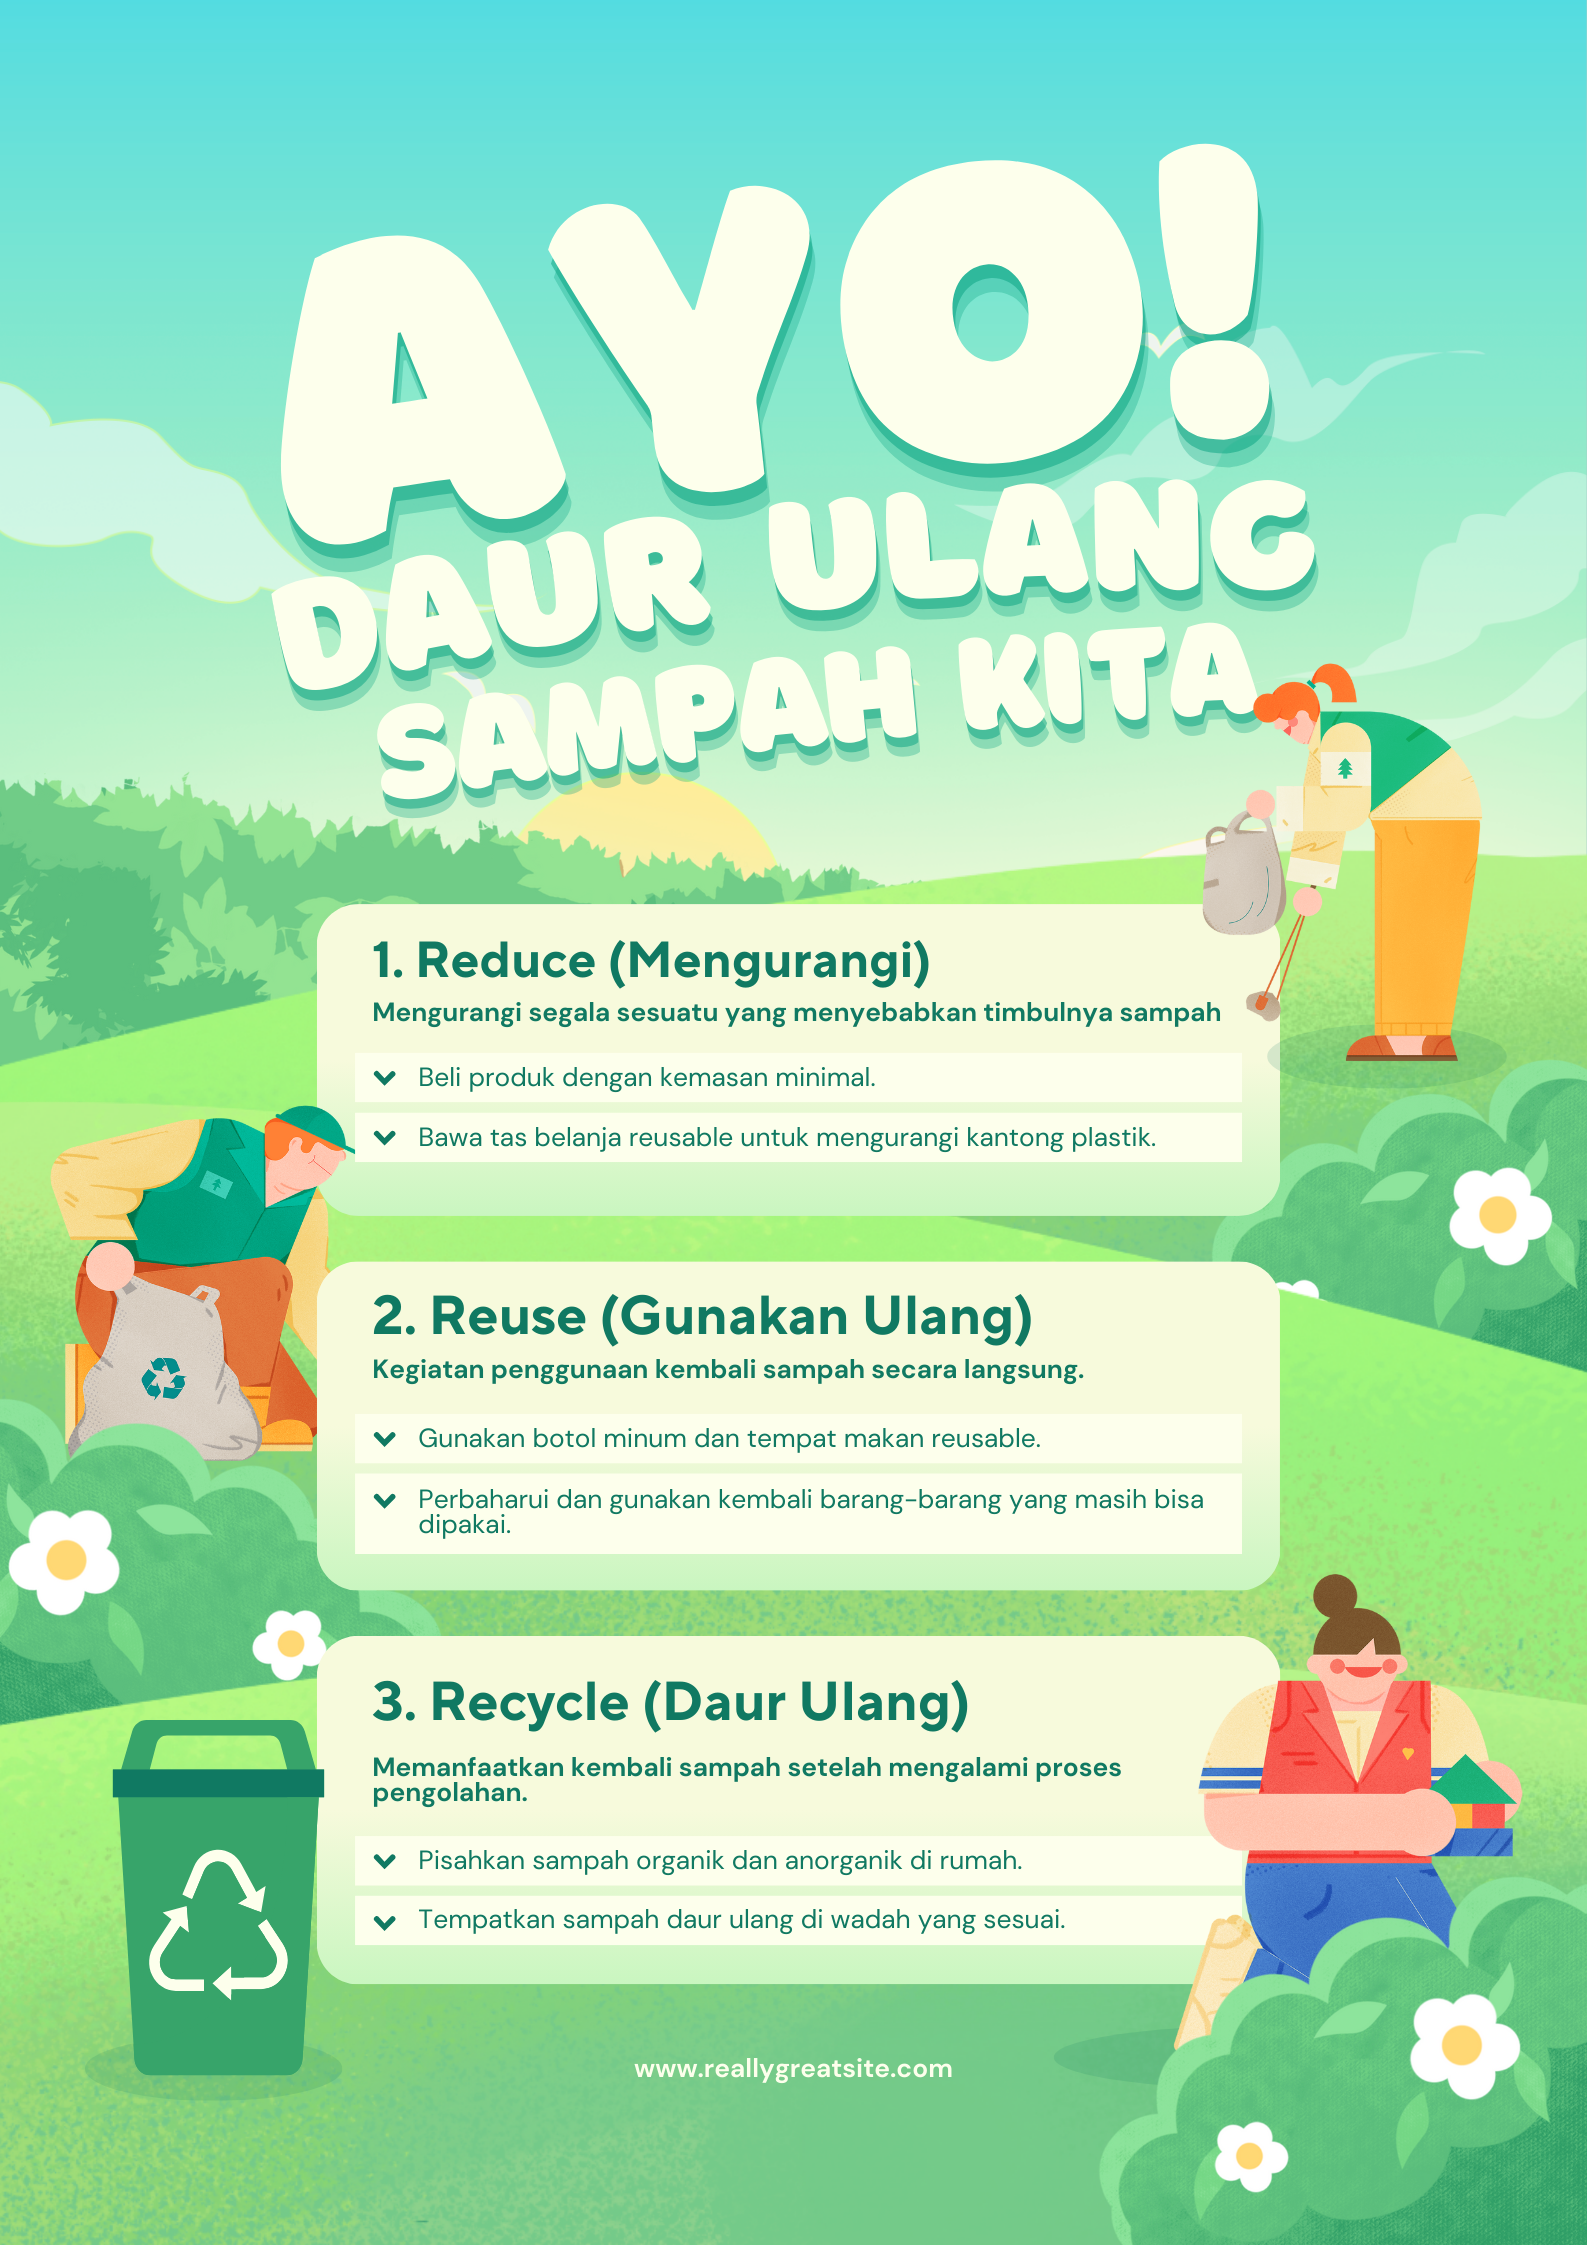 AYO!
DAUR ULANG
SAMPAH KITA
1. Reduce (Mengurangi)
Mengurangi segala sesuatu yang menyebabkan timbulnya sampah
Beli produk dengan kemasan minimal.
Bawa tas belanja reusable untuk mengurangi kantong plastik.
2. Reuse (Gunakan Ulang)
Kegiatan penggunaan kembali sampah secara langsung.
Gunakan botol minum dan tempat makan reusable.
Perbaharui dan gunakan kembali barang-barang yang masih bisa
dipakai.
3. Recycle (Daur Ulang)
Memanfaatkan kembali sampah setelah mengalami proses
pengolahan.
Pisahkan sampah organik dan anorganik di rumah.
Tempatkan sampah daur ulang di wadah yang sesuai.
www.reallygreatsite.com